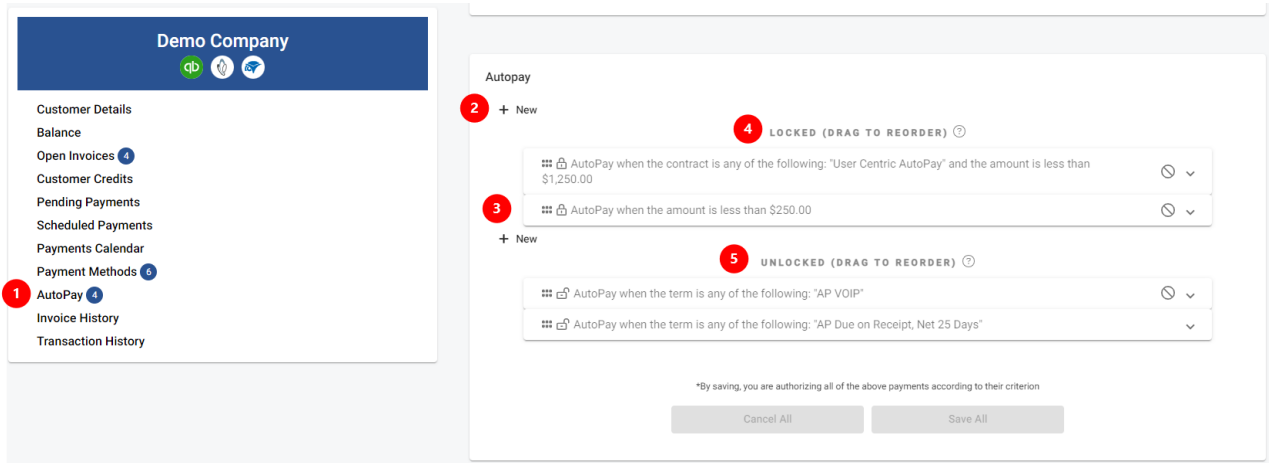 Demo Company
qb
Customer Details
Balance
Open Invoices 4
Customer Credits
Pending Payments
Scheduled Payments
Payments Calendar
Payment Methods 6
1 AutoPay 4
Invoice History
Transaction History
Autopay
2 + New
4 LOCKED (DRAG TO REORDER) ?
AutoPay when the contract is any of the following: "User Centric AutoPay" and the amount is less than
$1,250.00
3 AutoPay when the amount is less than $250.00
+ New
5 UNLOCKED (DRAG TO REORDER) ?
AutoPay when the term is any of the following: "AP VOIP"
AutoPay when the term is any of the following: "AP Due on Receipt, Net 25 Days"
*By saving, you are authorizing all of the above payments according to their criterion
Cancel All Save All